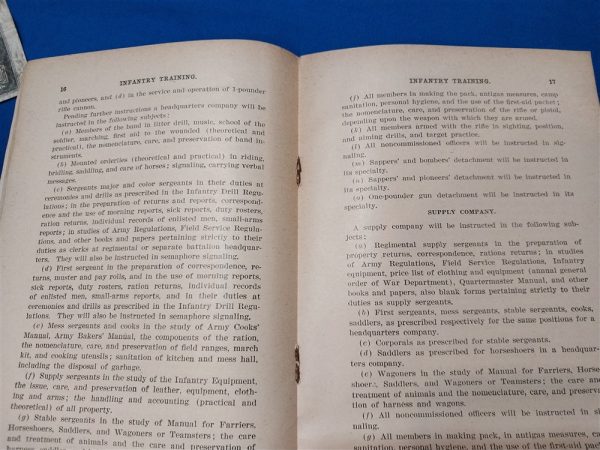 16 INFANTRY TRAINING.
and pioneers, and (d) in the service and operation of 1-pounder
rifle cannon.
Pending further instructions a headquarters company will be
instructed in the following subjects:
(a) Members of the band in litter drill, music, school of the
soldier, marching, first aid to the wounded (theoretical and
practical), the nomenclature, care, and preservation of band in-
struments.
(b) Mounted orderlies (theoretical and practical) in riding,
bridling, saddling, and care of horses; signaling, carrying verbal
messages.
(c) Sergeants major and color sergeants in their duties at
ceremonies and drills as prescribed in the Infantry Drill Regu-
lations; in the preparation of returns and reports, correspond-
ence and the use of morning reports, sick reports, duty rosters,
ration returns, individual records of enlisted men, small-arms
reports; in studies of Army Regulations, Field Service Regula-
tions, and other books and papers pertaining strictly to their
duties as clerks at regimental or separate battalion headquar-
ters. They will also be instructed in semaphore signaling.
(d) First sergeant in the preparation of correspondence, re-
turns, muster and pay rolls, and in the use of morning reports,
sick reports, duty rosters, ration returns, individual records
of enlisted men, small-arms reports, and in their duties at
ceremonies and drills as prescribed in the Infantry Drill Regula-
tions. They will also be instructed in semaphore signaling.
(e) Mess sergeants and cooks in the study of Army Cooks'
Manual, Army Bakers' Manual, the components of the ration,
the nomenclature, care, and preservation of field ranges, march
kit, and cooking utensils; sanitation of kitchen and mess hall,
including the disposal of garbage.
(f) Supply sergeants in the study of the Infantry Equipment,
the issue, care, and preservation of leather, equipment, cloth-
ing and arms; the handling and accounting (practical and
theoretical) of all property.
(g) Stable sergeants in the study of Manual for Farriers,
Horseshoers, Saddlers, and Wagoners or Teamsters; the care
and treatment of animals and the care and preservation of
INFANTRY TRAINING. 17
(j) All members in making the pack, antigas measures, camp
sanitation, personal hygiene, and the use of the first-aid packet;
the nomenclature, care, and preservation of the rifle or pistol,
depending upon the weapon with which they are armed.
(k) All members armed with the rifle in sighting, position,
and aiming drills, and target practice.
(l) All noncommissioned officers will be instructed in sig-
naling.
(m) Sappers' and bombers' detachment will be instructed in
its specialty.
(n) Sappers' and pioneers' detachment will be instructed in
its specialty.
(o) One-pounder gun detachment will be instructed in its
specialty.
SUPPLY COMPANY.
A supply company will be instructed in the following sub-
jects:
(a) Regimental supply sergeants in the preparation of
property returns, correspondence, rations returns; in studies
of Army Regulations, Field Service Regulations, Infantry
equipment, price list of clothing and equipment (annual general
order of War Department), Quartermaster Manual, and other
books and papers, also blank forms pertaining strictly to their
duties as supply sergeants.
(b) First sergeants, mess sergeants, stable sergeants, cooks,
saddlers, as prescribed respectively for the same positions for a
headquarters company.
(c) Corporals as prescribed for stable sergeants.
(d) Saddlers as prescribed for horseshoers in a headquar-
ters company.
(e) Wagoners in the study of Manual for Farriers, Horse-
shoer, Saddlers, and Wagoners or Teamsters; the care and
treatment of animals and the nomenclature, care, and preserva-
tion of harness and wagons.
(f) All noncommissioned officers will be instructed in sig-
naling.
(g) All members in making pack, in antigas measures, ca
sanitation, personal hygiene, and the use of the first-aid pac